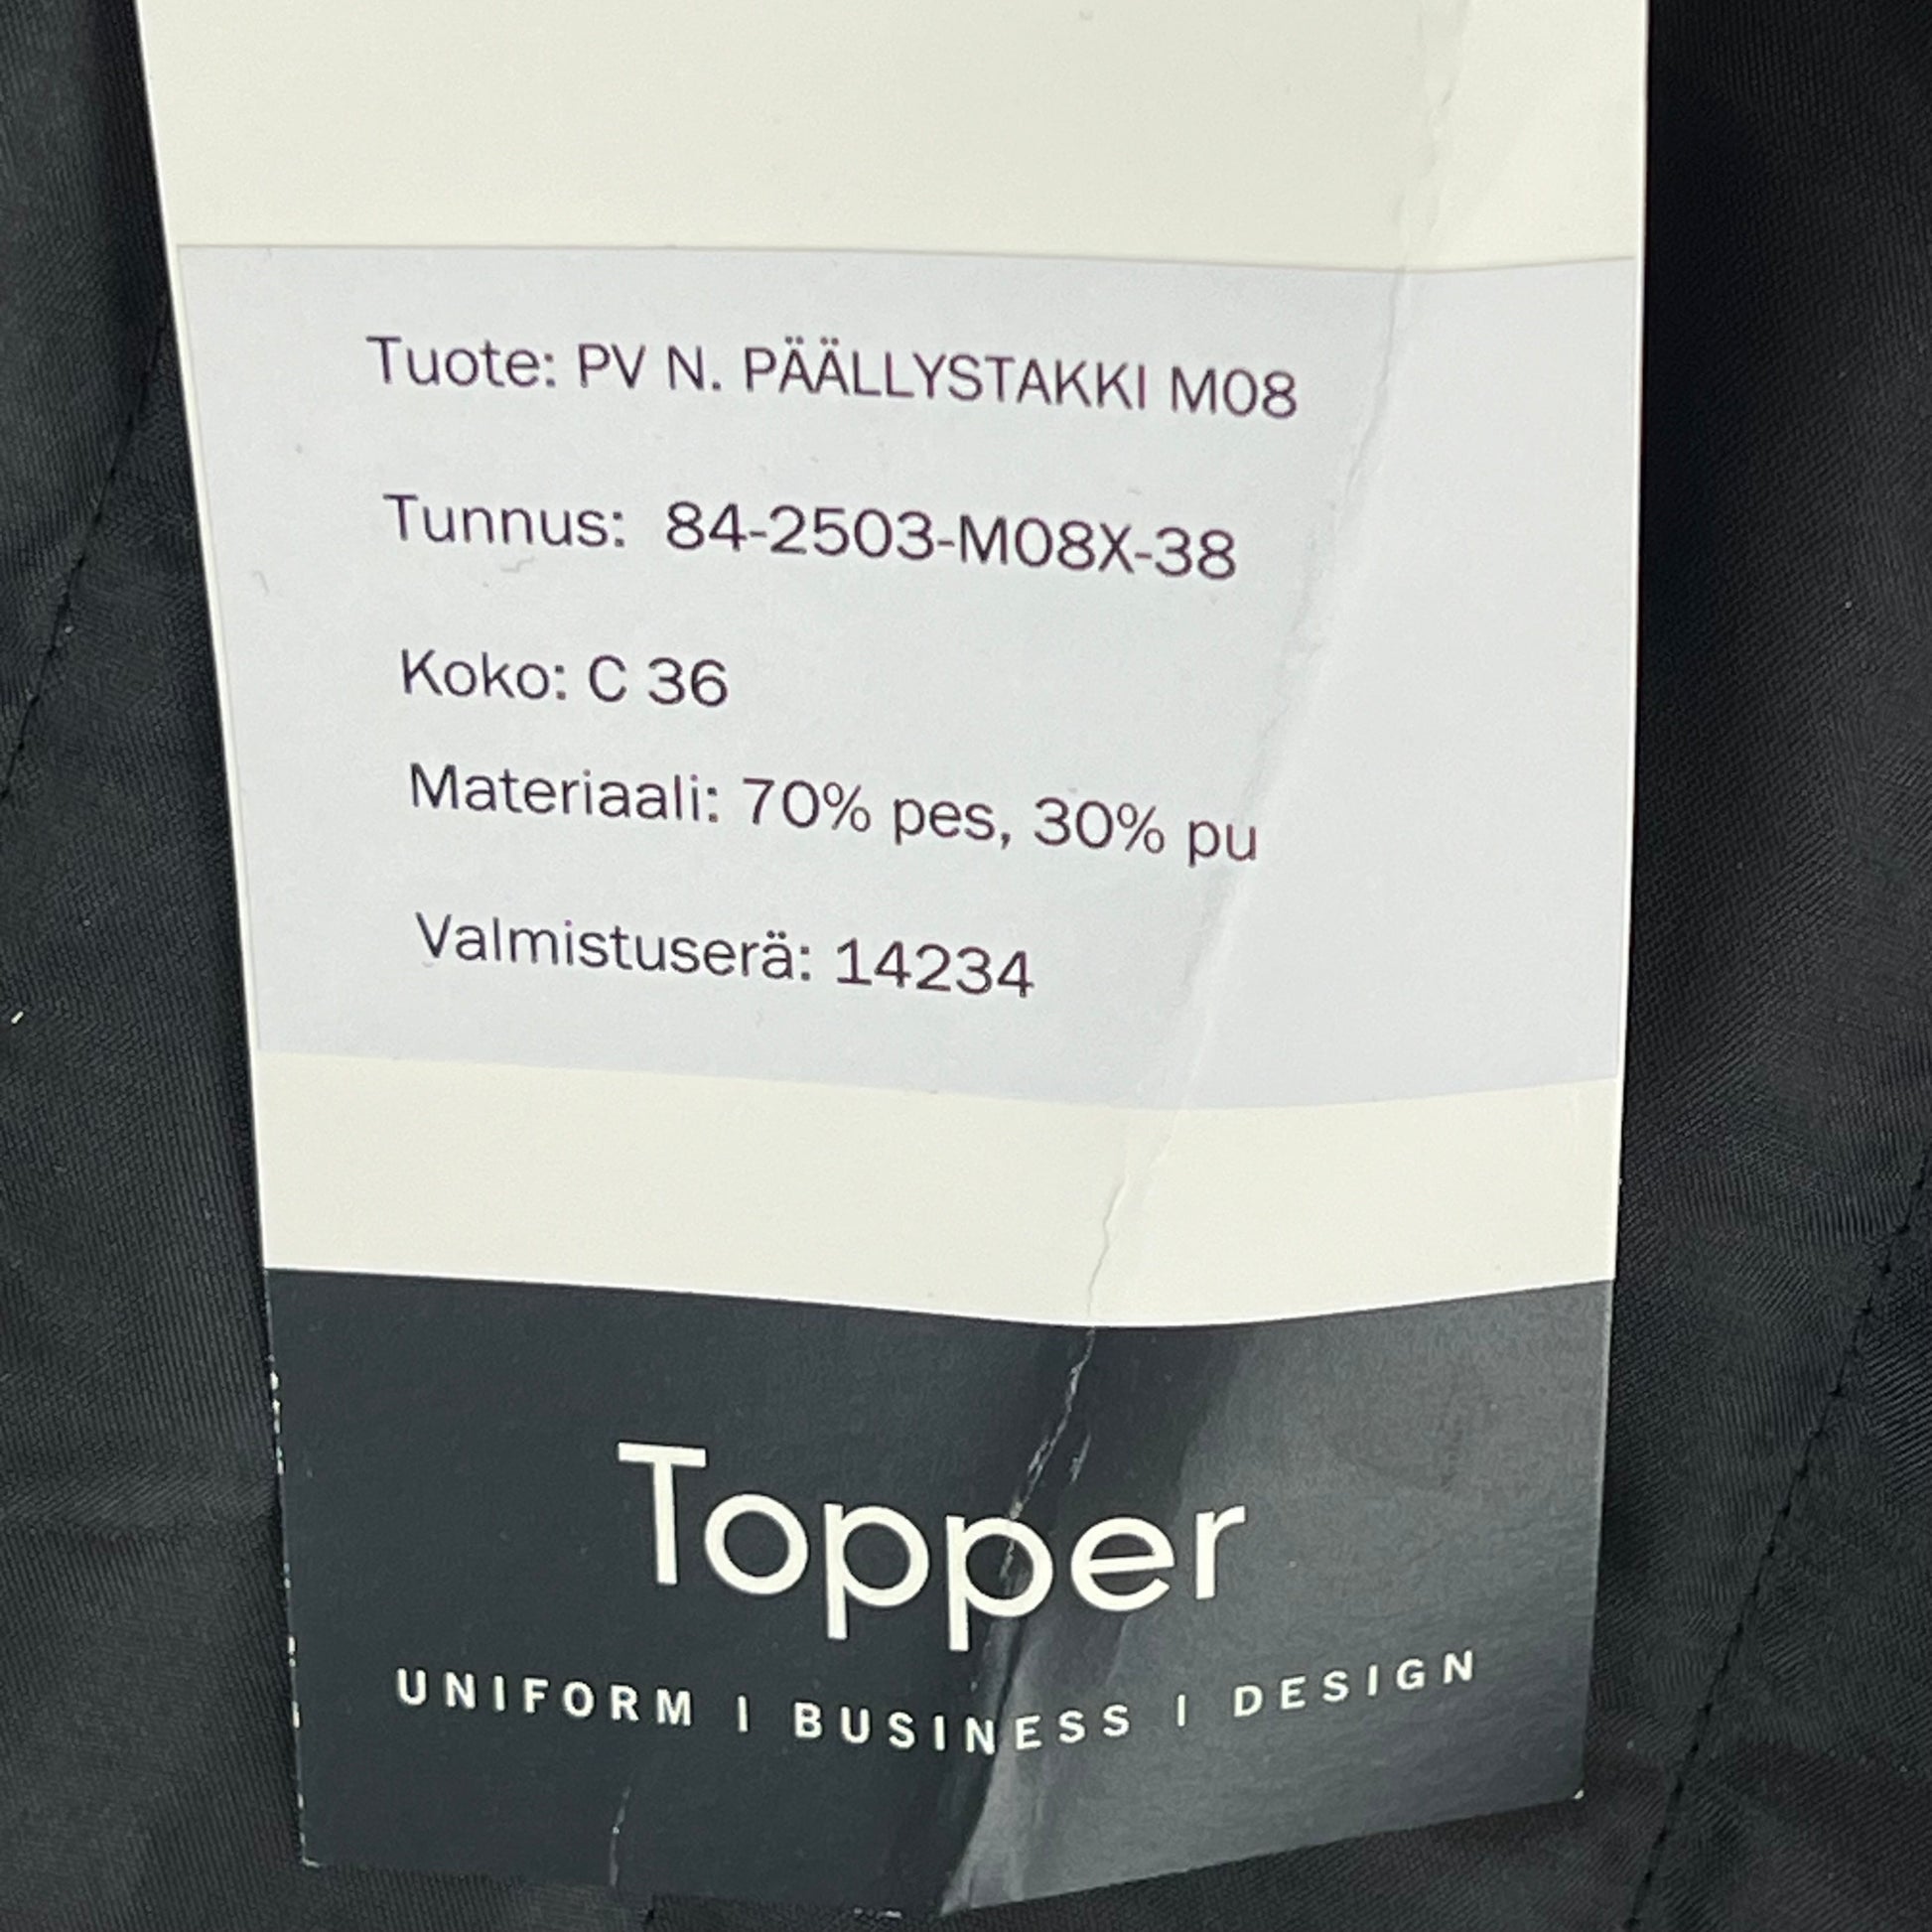 Tuote: PV N. PÄÄLLYSTAKKI M08
Tunnus: 84-2503-M08X-38
Koko: C 36
Materiaali: 70% pes, 30% pu
Valmistuserä: 14234
Topper
UNIFORM | BUSINESS | DESIGN